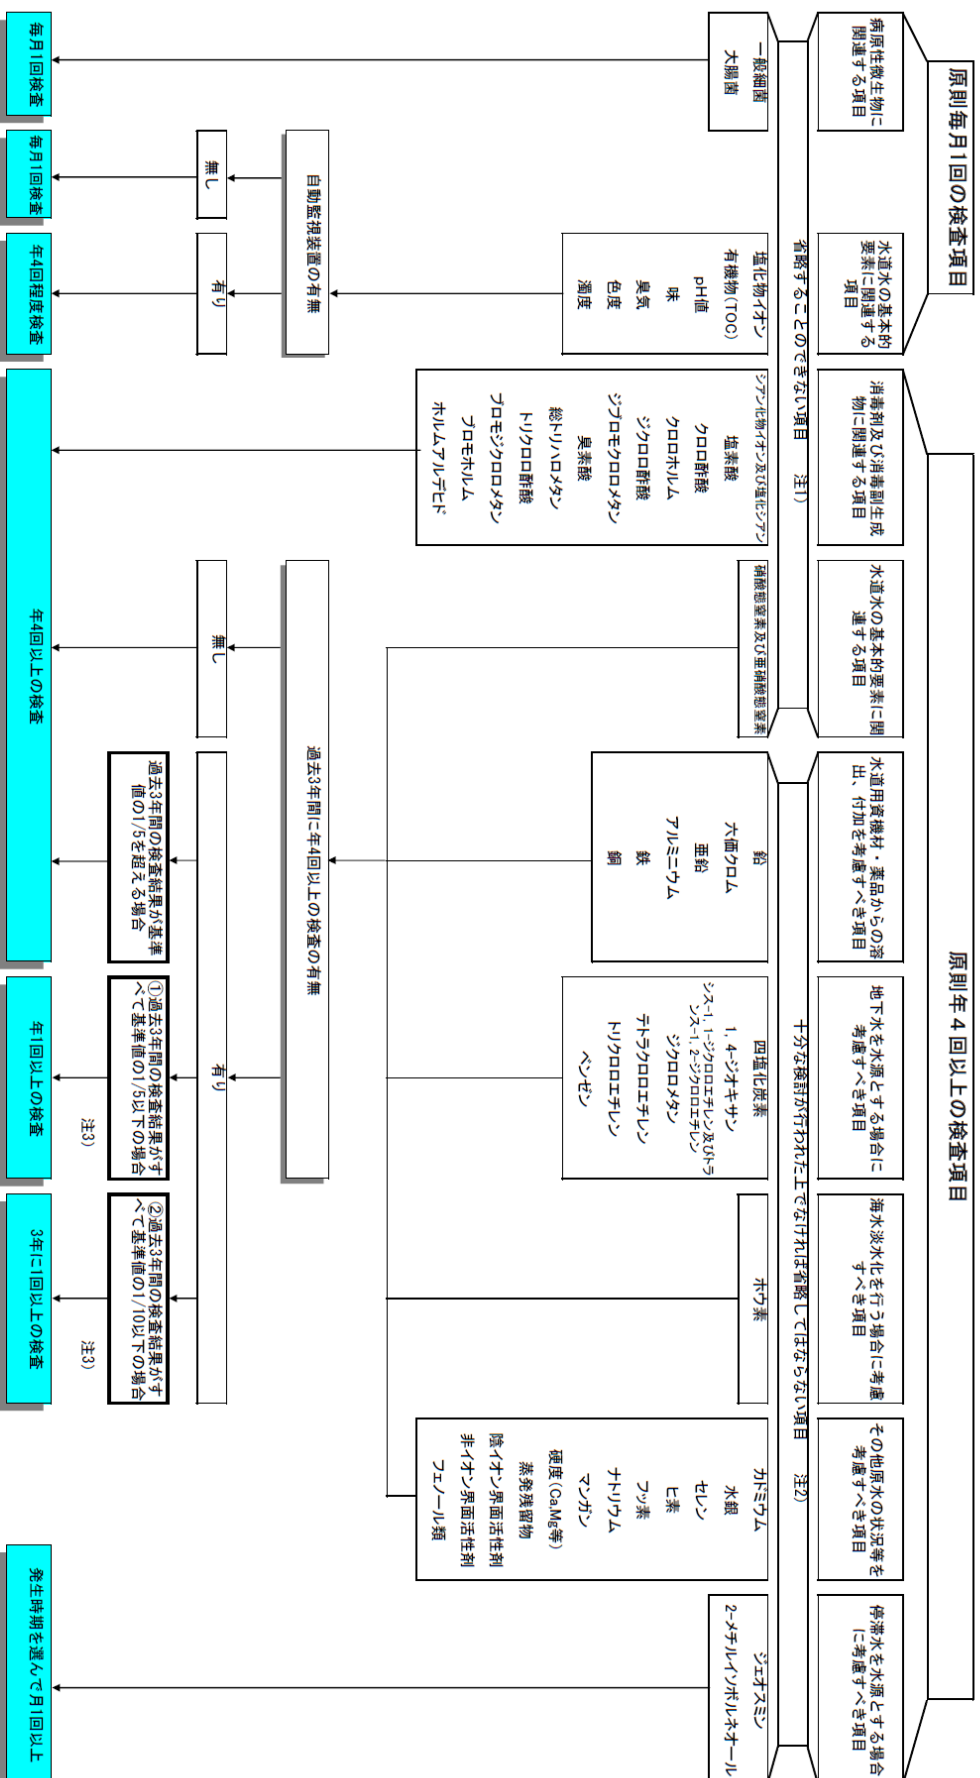 原則毎月1回の検査項目
原則年４回以上の検査項目
病原性微生物に
関連する項目
水道水の基本的
要素に関連する
項目
消毒剤及び消毒副生成
物に関連する項目
水道水の基本的要素に関
連する項目
水道用資機材・薬品からの溶
出、付加を考慮すべき項目
地下水を水源とする場合に
考慮すべき項目
海水淡水化を行う場合に考慮
すべき項目
その他原水の状況等を
考慮すべき項目
停滞水を水源とする場合
に考慮すべき項目
省略することのできない項目　注1)
十分な検討が行われた上でなければ省略してはならない項目　注2)
一般細菌
大腸菌
塩化物イオン
有機物(TOC)
pH値
味
臭気
色度
濁度
シアン化物イオン及び塩化シアン
塩素酸
クロロ酢酸
クロロホルム
ジクロロ酢酸
ジブロモクロロメタン
臭素酸
総トリハロメタン
トリクロロ酢酸
ブロモジクロロメタン
ブロモホルム
ホルムアルデヒド
硝酸態窒素及び亜硝酸態窒素
鉛
六価クロム
亜鉛
アルミニウム
鉄
銅
四塩化炭素
1, 4-ジオキサン
シス-1, 1-ジクロロエチレン及びトラ
ンス-1, 2-ジクロロエチレン
ジクロロメタン
テトラクロロエチレン
トリクロロエチレン
ベンゼン
ホウ素
カドミウム
水銀
セレン
ヒ素
フッ素
ナトリウム
マンガン
硬度(Ca,Mg等)
蒸発残留物
陰イオン界面活性剤
非イオン界面活性剤
フェノール類
ジェオスミン
2-メチルイソボルネオール
自動監視装置の有無
過去3年間に年4回以上の検査の有無
無し
有り
無し
有り
過去3年間の検査結果が基準
値の1/5を超える場合
①過去3年間の検査結果がす
べて基準値の1/5以下の場合
注3)
②過去3年間の検査結果がす
べて基準値の1/10以下の場合
注3)
毎月1回検査
毎月1回検査
年4回程度検査
年4回以上の検査
年1回以上の検査
3年に1回以上の検査
発生時期を選んで月1回以上